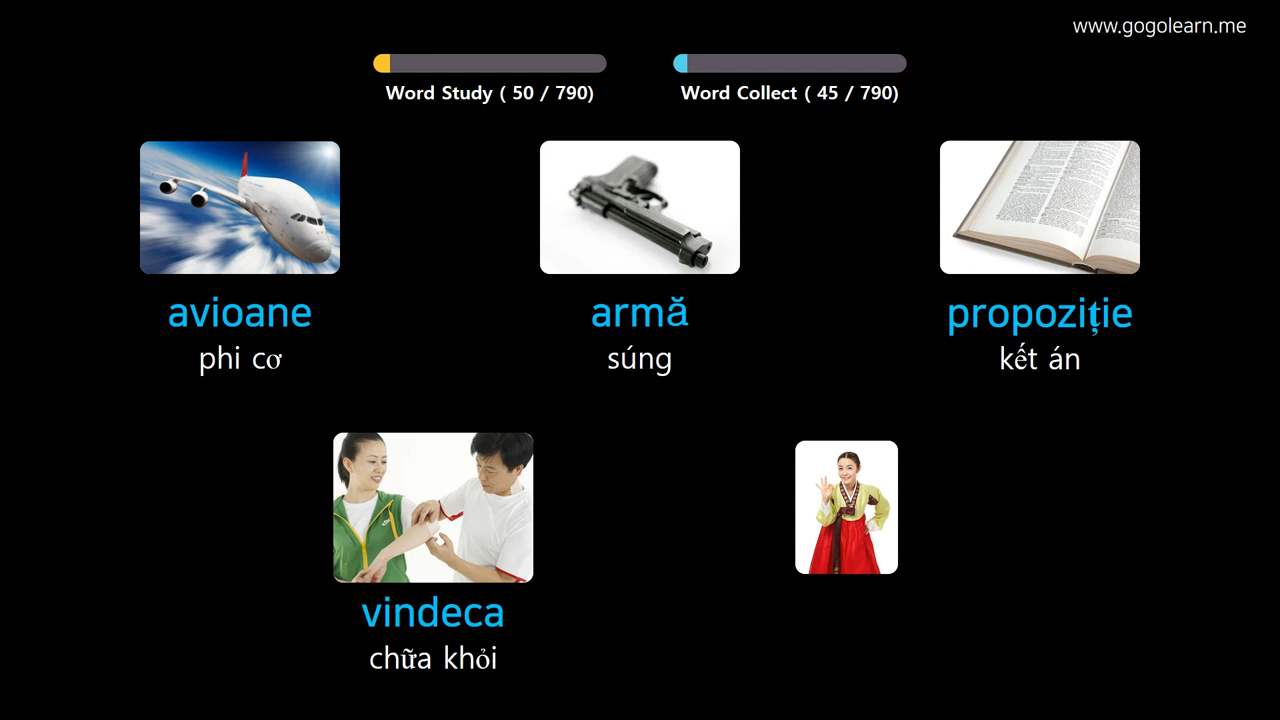 www.gogolearn.me
Word Study ( 50 / 790)
Word Collect ( 45 / 790)
avioane
phi cơ
armă
súng
propoziție
kết án
vindeca
chữa khỏi